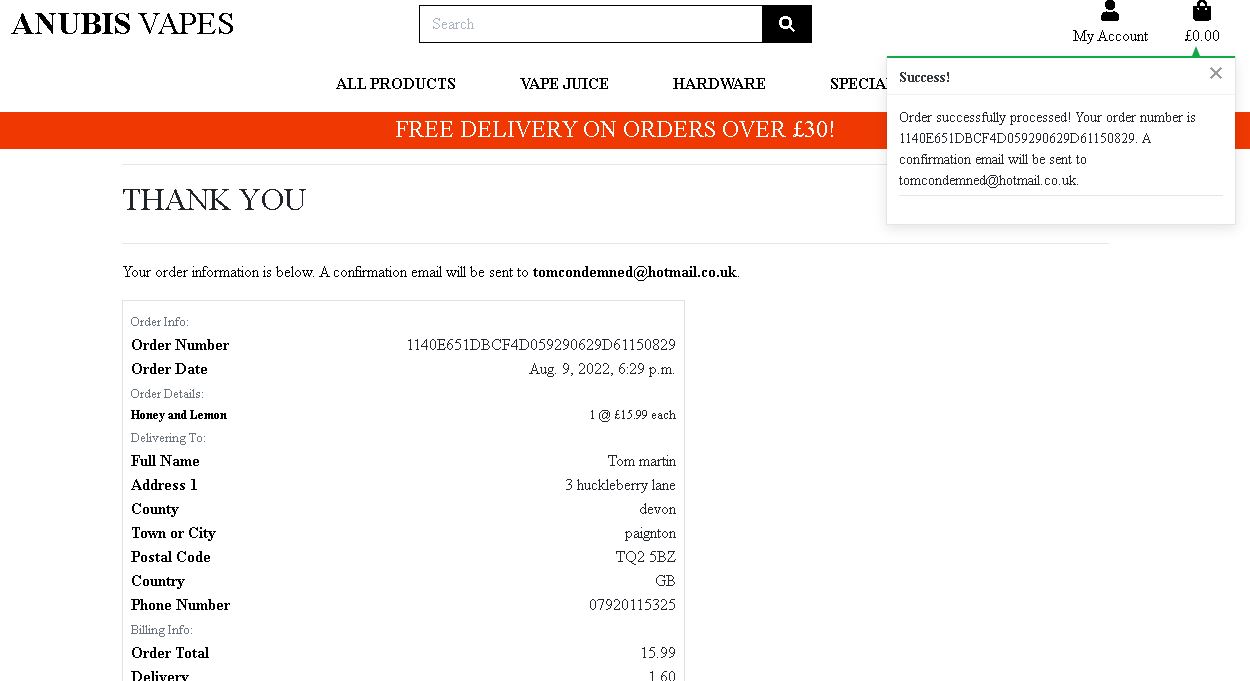 ANUBIS VAPES
Search
My Account
£0.00
ALL PRODUCTS VAPE JUICE HARDWARE SPECIA
Success!
Order successfully processed! Your order number is
1140E651DBCF4D059290629D61150829. A
confirmation email will be sent to
tomcondemned@hotmail.co.uk.
FREE DELIVERY ON ORDERS OVER £30!
THANK YOU
Your order information is below. A confirmation email will be sent to tomcondemned@hotmail.co.uk.
Order Info:
Order Number 1140E651DBCF4D059290629D61150829
Order Date Aug. 9, 2022, 6:29 p.m.
Order Details:
Honey and Lemon 1 @ £15.99 each
Delivering To:
Full Name Tom martin
Address 1 3 huckleberry lane
County devon
Town or City paignton
Postal Code TQ2 5BZ
Country GB
Phone Number 07920115325
Billing Info:
Order Total 15.99
Delivery 1.60